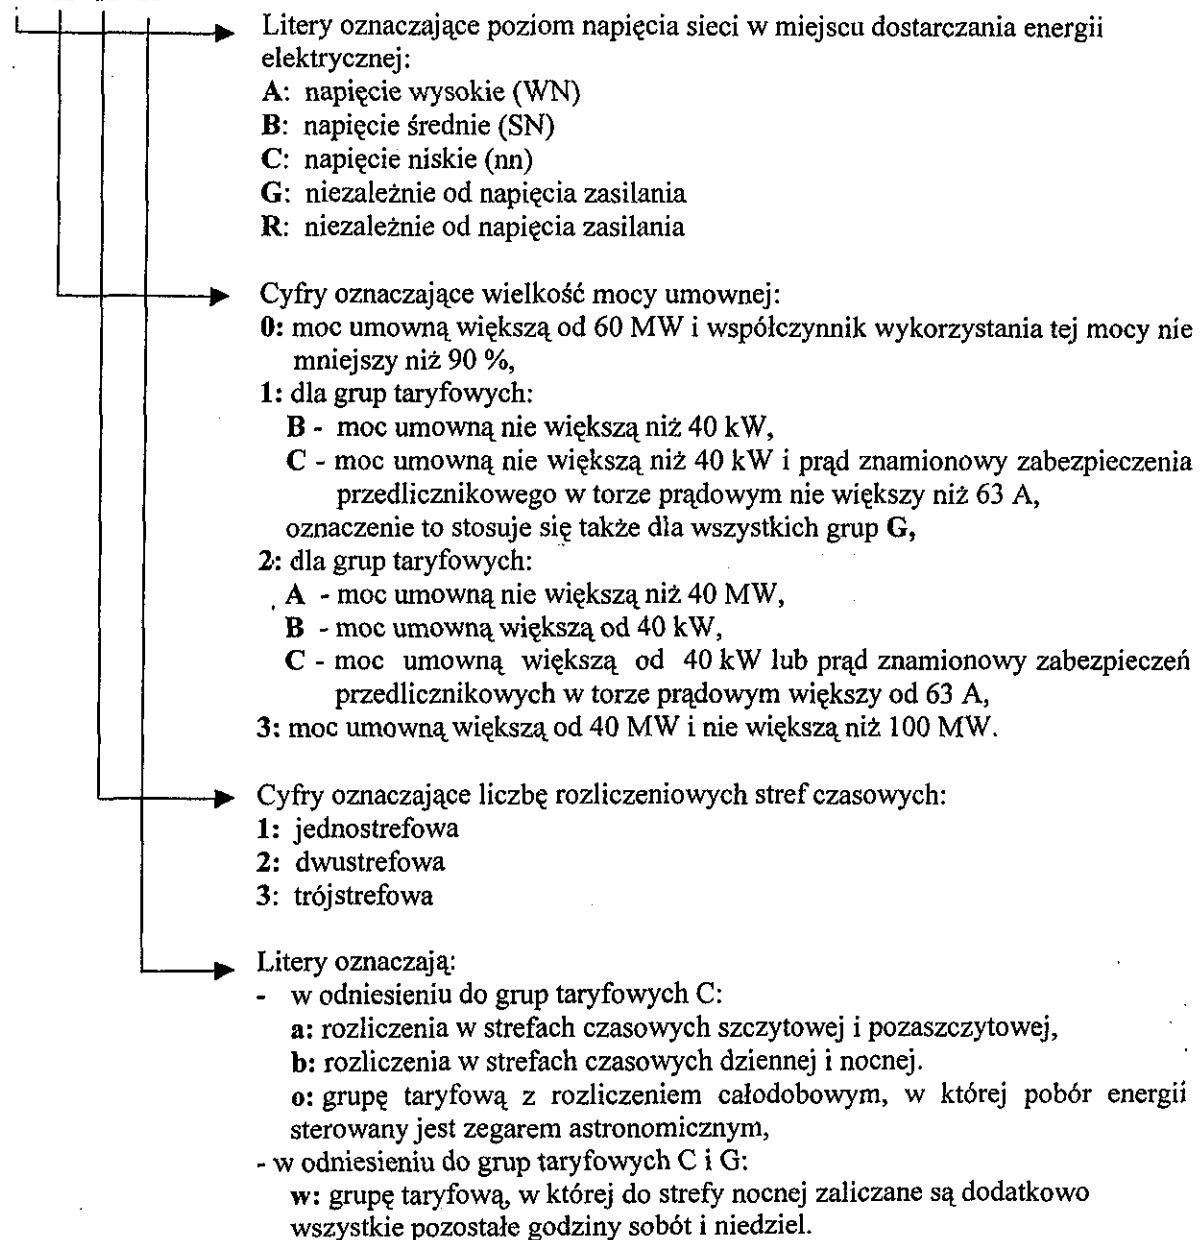 Litery oznaczające poziom napięcia sieci w miejscu dostarczania energii
elektrycznej:
A: napięcie wysokie (WN)
B: napięcie średnie (SN)
C: napięcie niskie (nn)
G: niezależnie od napięcia zasilania
R: niezależnie od napięcia zasilania
Cyfry oznaczające wielkość mocy umownej:
0: moc umowną większą od 60 MW i współczynnik wykorzystania tej mocy nie
mniejszy niż 90 %,
1: dla grup taryfowych:
B - moc umowną nie większą niż 40 kW,
C - moc umowną nie większą niż 40 kW i prąd znamionowy zabezpieczenia
przedlicznikowego w torze prądowym nie większy niż 63 A,
oznaczenie to stosuje się także dla wszystkich grup G,
2: dla grup taryfowych:
A - moc umowną nie większą niż 40 MW,
B - moc umowną większą od 40 kW,
C - moc umowną większą od 40 kW lub prąd znamionowy zabezpieczeń
przedlicznikowych w torze prądowym większy od 63 A,
3: moc umowną większą od 40 MW i nie większą niż 100 MW.
Cyfry oznaczające liczbę rozliczeniowych stref czasowych:
1: jednostrefowa
2: dwustrefowa
3: trójstrefowa
Litery oznaczają:
- w odniesieniu do grup taryfowych C:
a: rozliczenia w strefach czasowych szczytowej i pozaszczytowej,
b: rozliczenia w strefach czasowych dziennej i nocnej.
o: grupę taryfową z rozliczeniem całodobowym, w której pobór energii
sterowany jest zegarem astronomicznym,
- w odniesieniu do grup taryfowych C i G:
w: grupę taryfową, w której do strefy nocnej zaliczane są dodatkowo
wszystkie pozostałe godziny sobót i niedziel.